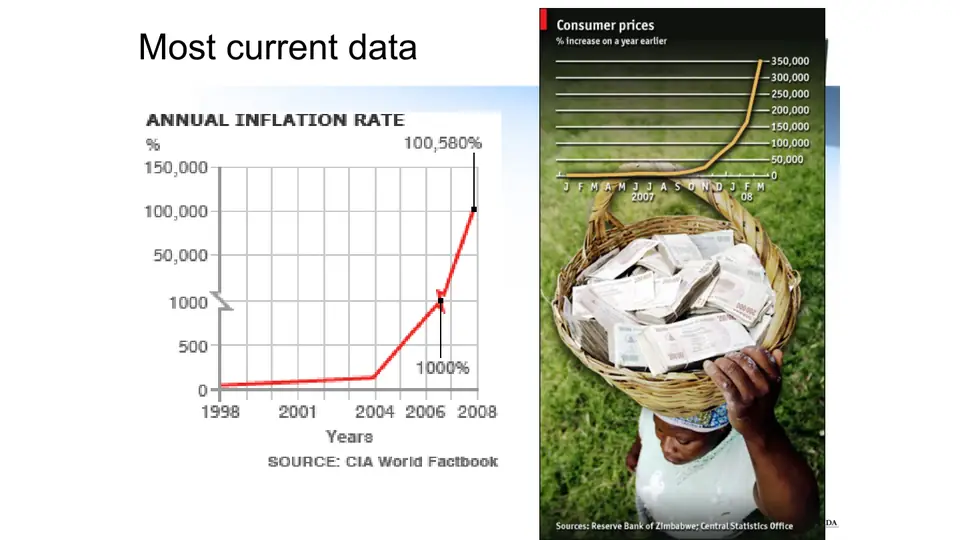 Most current data
ANNUAL INFLATION RATE
%
100,580%
150,000
100,000
50,000
1000
500
0
1000%
1998 2001 2004 2006 2008
Years
SOURCE: CIA World Factbook
Consumer prices
% increase on a year earlier
350,000
300,000
250,000
200,000
150,000
100,000
50,000
0
J F M A M J J A S O N D J F M
2007 08
Sources: Reserve Bank of Zimbabwe; Central Statistics Office
DA